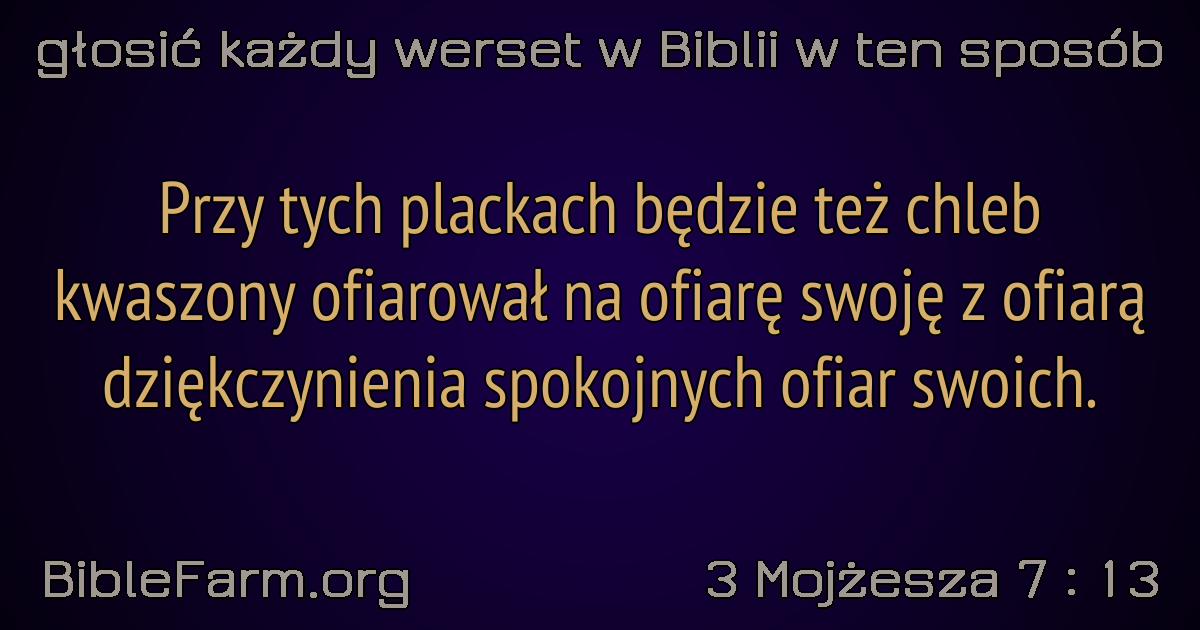 głosić każdy werset w Biblii w ten sposób
Przy tych plackach będzie też chleb
kwaszony ofiarował na ofiarę swoję z ofiarą
dziękczynienia spokojnych ofiar swoich.
BibleFarm.org
3 Mojżesza 7 : 13